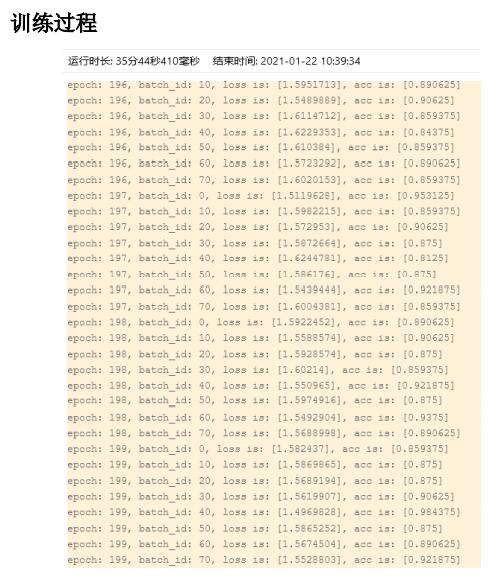 训练过程
运行时长: 35分44秒410毫秒 结束时间: 2021-01-22 10:39:34
epoch: 196, batch_id: 10, loss is: [1.5951713], acc is: [0.890625]
epoch: 196, batch_id: 20, loss is: [1.5489889], acc is: [0.90625]
epoch: 196, batch_id: 30, loss is: [1.6114712], acc is: [0.859375]
epoch: 196, batch_id: 40, loss is: [1.6229353], acc is: [0.84375]
epoch: 196, batch_id: 50, loss is: [1.610384], acc is: [0.859375]
epoch: 196, batch_id: 60, loss is: [1.5723292], acc is: [0.890625]
epoch: 196, batch_id: 70, loss is: [1.6020153], acc is: [0.859375]
epoch: 197, batch_id: 0, loss is: [1.5119628], acc is: [0.953125]
epoch: 197, batch_id: 10, loss is: [1.5982215], acc is: [0.859375]
epoch: 197, batch_id: 20, loss is: [1.572953], acc is: [0.90625]
epoch: 197, batch_id: 30, loss is: [1.5872664], acc is: [0.875]
epoch: 197, batch_id: 40, loss is: [1.6244781], acc is: [0.8125]
epoch: 197, batch_id: 50, loss is: [1.586176], acc is: [0.875]
epoch: 197, batch_id: 60, loss is: [1.5439444], acc is: [0.921875]
epoch: 197, batch_id: 70, loss is: [1.6004381], acc is: [0.859375]
epoch: 198, batch_id: 0, loss is: [1.5922452], acc is: [0.890625]
epoch: 198, batch_id: 10, loss is: [1.5588574], acc is: [0.90625]
epoch: 198, batch_id: 20, loss is: [1.5928574], acc is: [0.875]
epoch: 198, batch_id: 30, loss is: [1.60214], acc is: [0.859375]
epoch: 198, batch_id: 40, loss is: [1.550965], acc is: [0.921875]
epoch: 198, batch_id: 50, loss is: [1.5974916], acc is: [0.875]
epoch: 198, batch_id: 60, loss is: [1.5492904], acc is: [0.9375]
epoch: 198, batch_id: 70, loss is: [1.5688998], acc is: [0.890625]
epoch: 199, batch_id: 0, loss is: [1.582437], acc is: [0.859375]
epoch: 199, batch_id: 10, loss is: [1.5869865], acc is: [0.875]
epoch: 199, batch_id: 20, loss is: [1.5689194], acc is: [0.875]
epoch: 199, batch_id: 30, loss is: [1.5619907], acc is: [0.90625]
epoch: 199, batch_id: 40, loss is: [1.4969828], acc is: [0.984375]
epoch: 199, batch_id: 50, loss is: [1.5865252], acc is: [0.875]
epoch: 199, batch_id: 60, loss is: [1.5674504], acc is: [0.890625]
epoch: 199, batch_id: 70, loss is: [1.5528803], acc is: [0.921875]